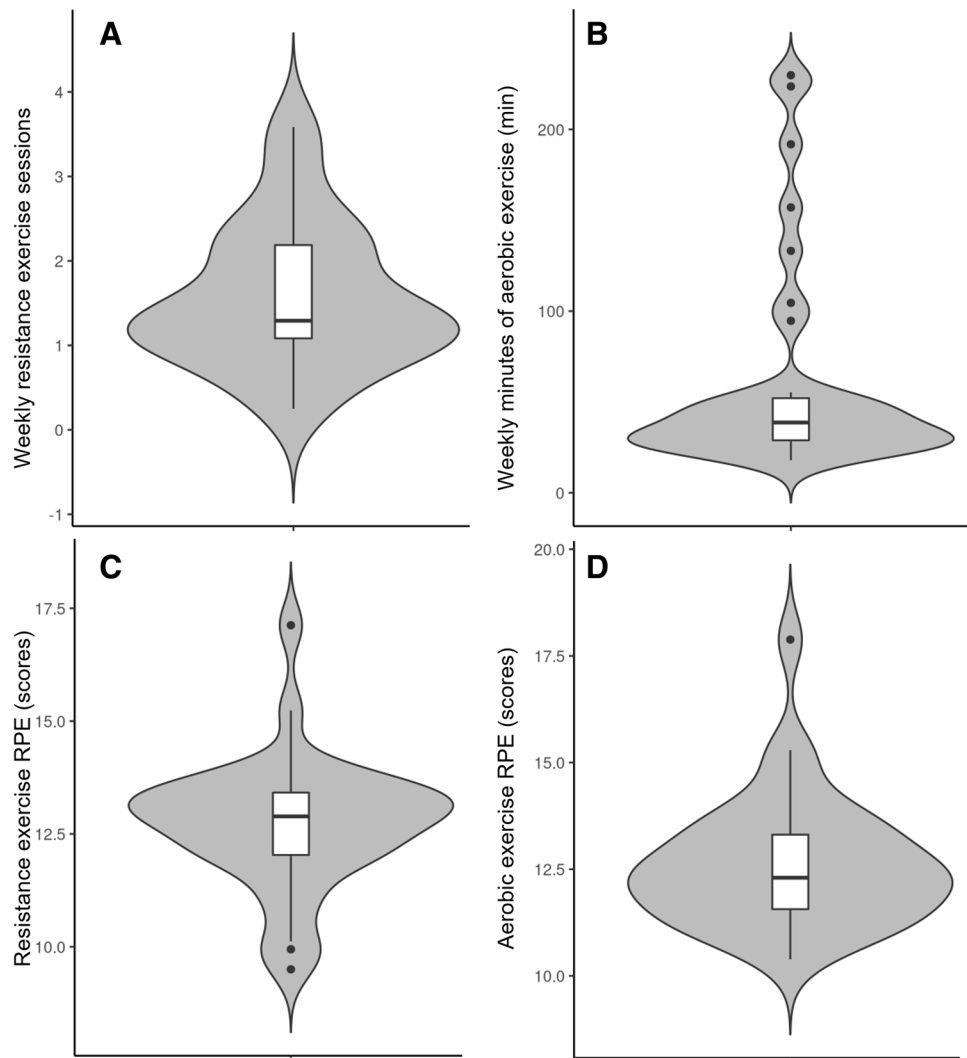 A
Weekly resistance exercise sessions
4
3
2
1
0
-1
B
Weekly minutes of aerobic exercise (min)
200
100
0
C
Resistance exercise RPE (scores)
17.5
15.0
12.5
10.0
D
Aerobic exercise RPE (scores)
20.0
17.5
15.0
12.5
10.0